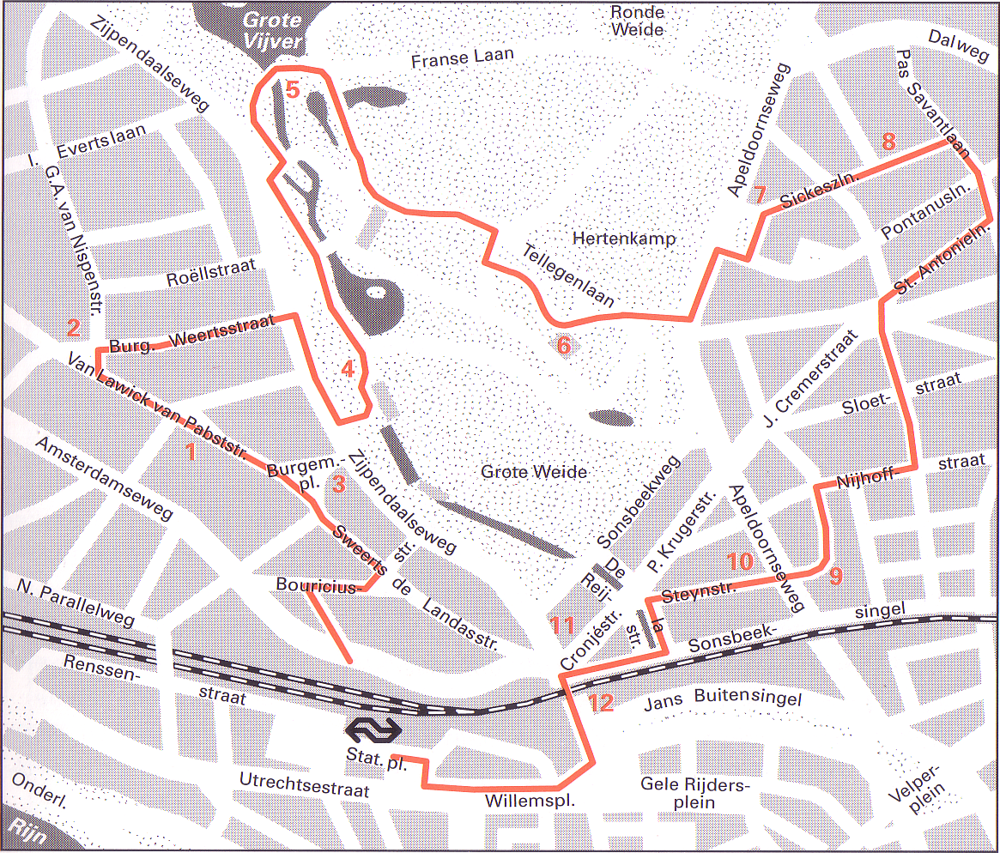 Grote
Vijver
Ronde
Weide
Zijpendaalseweg
Franse Laan
Dalweg
Pas Savantlaan
5
Apeldoornseweg
I. Evertslaan
8
G.A. van Nispenstr.
7
Sickeszln.
Pontanusln.
Hertenkamp
St. Antonieln.
Tellegenlaan
Roëllstraat
2
Burg. Weertsstraat
6
4
Van Lawick van Pabststr.
J. Cremerstraat
Sloet-
straat
1
Amsterdamseweg
Burgem.-
pl.
3
Zijpendaalseweg
Grote Weide
Sonsbeekweg
Nijhoff-
straat
P. Krugerstr.
Apeldoornseweg
Sweerts de Landasstr.
Bouricius-
str.
De
Reij-
10
9
Steynstr.
N. Parallelweg
11
Cronjéstr.
la
str.
Sonsbeek-
singel
Renssen-
straat
12
Jans Buitensingel
Stat. pl.
Utrechtsestraat
Willemspl.
Gele Rijders-
plein
Velper-
plein
Onderl.
Rijn